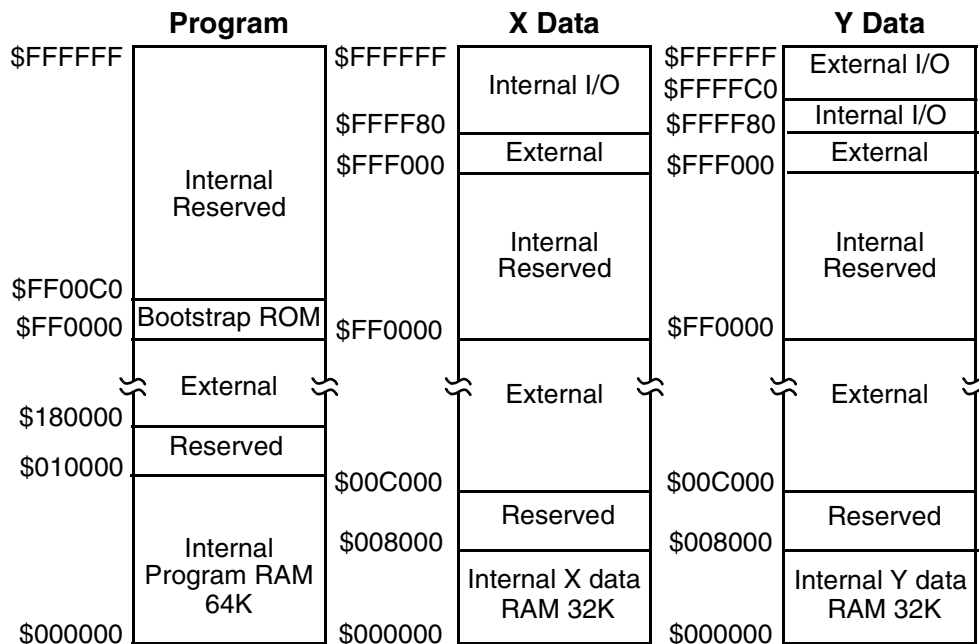 Program
$FFFFFF
Internal
Reserved
$FF00C0
Bootstrap ROM
$FF0000
External
$180000
Reserved
$010000
Internal
Program RAM
64K
$000000
X Data
$FFFFFF
Internal I/O
$FFFF80
External
$FFF000
Internal
Reserved
$FF0000
External
$00C000
Reserved
$008000
Internal X data
RAM 32K
$000000
Y Data
$FFFFFF
External I/O
$FFFFC0
Internal I/O
$FFFF80
External
$FFF000
Internal
Reserved
$FF0000
External
$00C000
Reserved
$008000
Internal Y data
RAM 32K
$000000